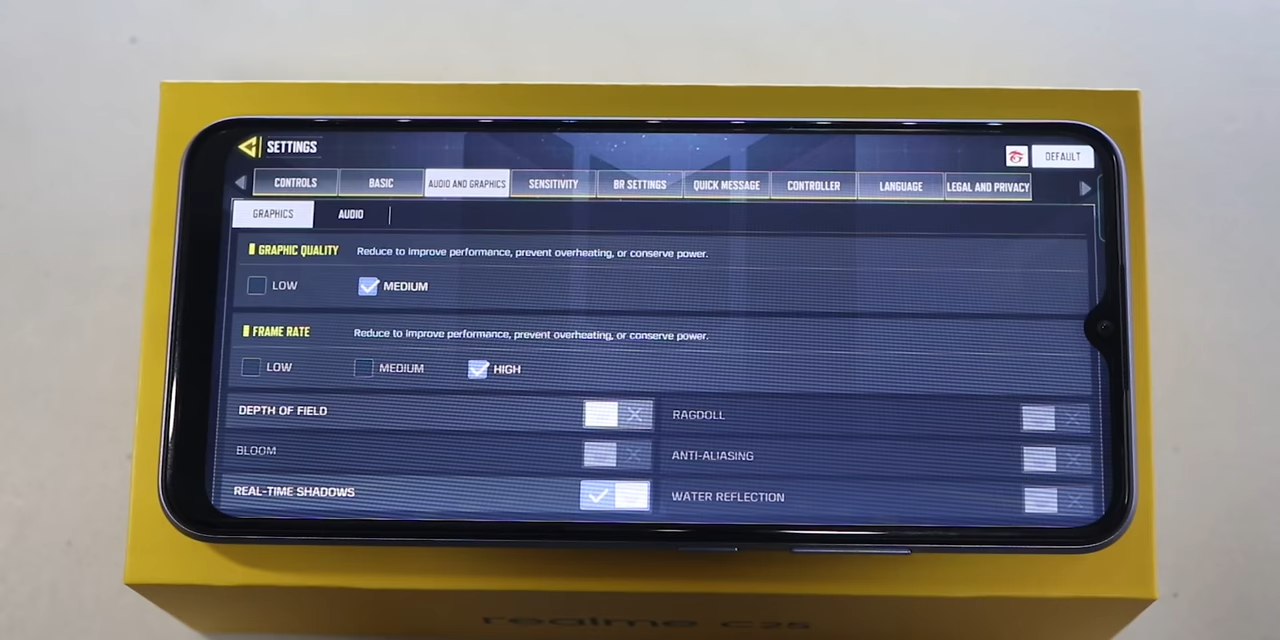 SETTINGS
DEFAULT
CONTROLS BASIC AUDIO AND GRAPHICS SENSITIVITY BR SETTINGS QUICK MESSAGE CONTROLLER LANGUAGE LEGAL AND PRIVACY
GRAPHICS AUDIO
GRAPHIC QUALITY Reduce to improve performance, prevent overheating, or conserve power.
LOW MEDIUM
FRAME RATE Reduce to improve performance, prevent overheating, or conserve power.
LOW MEDIUM HIGH
DEPTH OF FIELD RAGDOLL
BLOOM ANTI-ALIASING
REAL-TIME SHADOWS WATER REFLECTION
realme C25